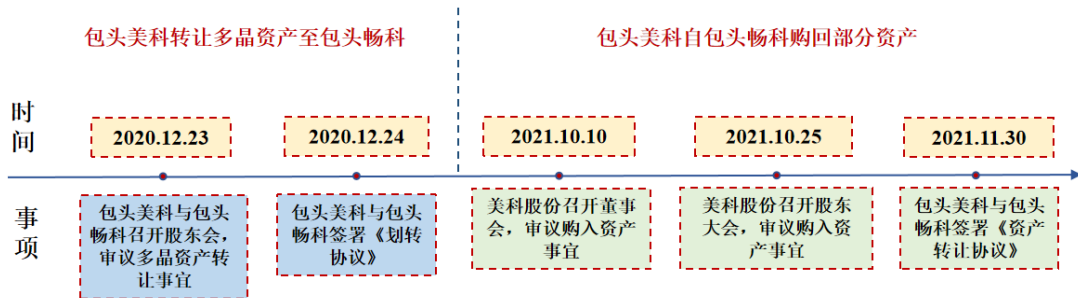 包头美科转让多晶资产至包头畅科
包头美科自包头畅科购回部分资产
时
间
2020.12.23
2020.12.24
2021.10.10
2021.10.25
2021.11.30
事
项
包头美科与包头
畅科召开股东会，
审议多晶资产转
让事宜
包头美科与包头
畅科签署《划转
协议》
美科股份召开董事
会，审议购入资产
事宜
美科股份召开股东
大会，审议购入资
产事宜
包头美科与包头
畅科签署《资产
转让协议》